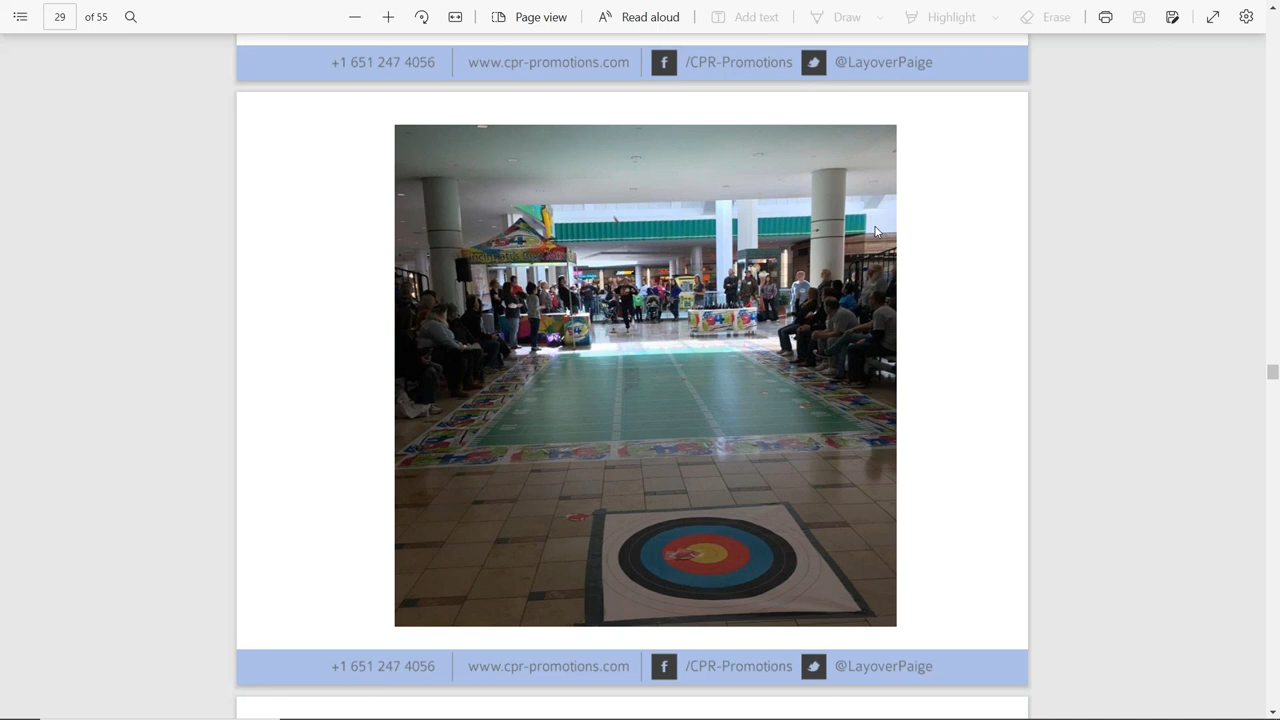 29
of 55
Page view
Read aloud
Add text
Draw
Highlight
Erase
+1 651 247 4056
www.cpr-promotions.com
f
/CPR-Promotions
@LayoverPaige
+1 651 247 4056
www.cpr-promotions.com
f
/CPR-Promotions
@LayoverPaige